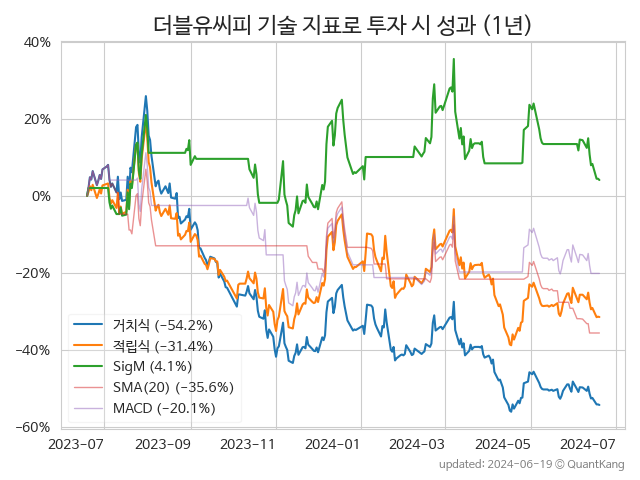 더블유씨피 기술 지표로 투자 시 성과 (1년)
40%
20%
0%
−20%
−40%
−60%
거치식 (−54.2%)
적립식 (−31.4%)
SigM (4.1%)
SMA(20) (−35.6%)
MACD (−20.1%)
2023−07 2023−09 2023−11 2024−01 2024−03 2024−05 2024−07
updated: 2024−06−19 © QuantKang